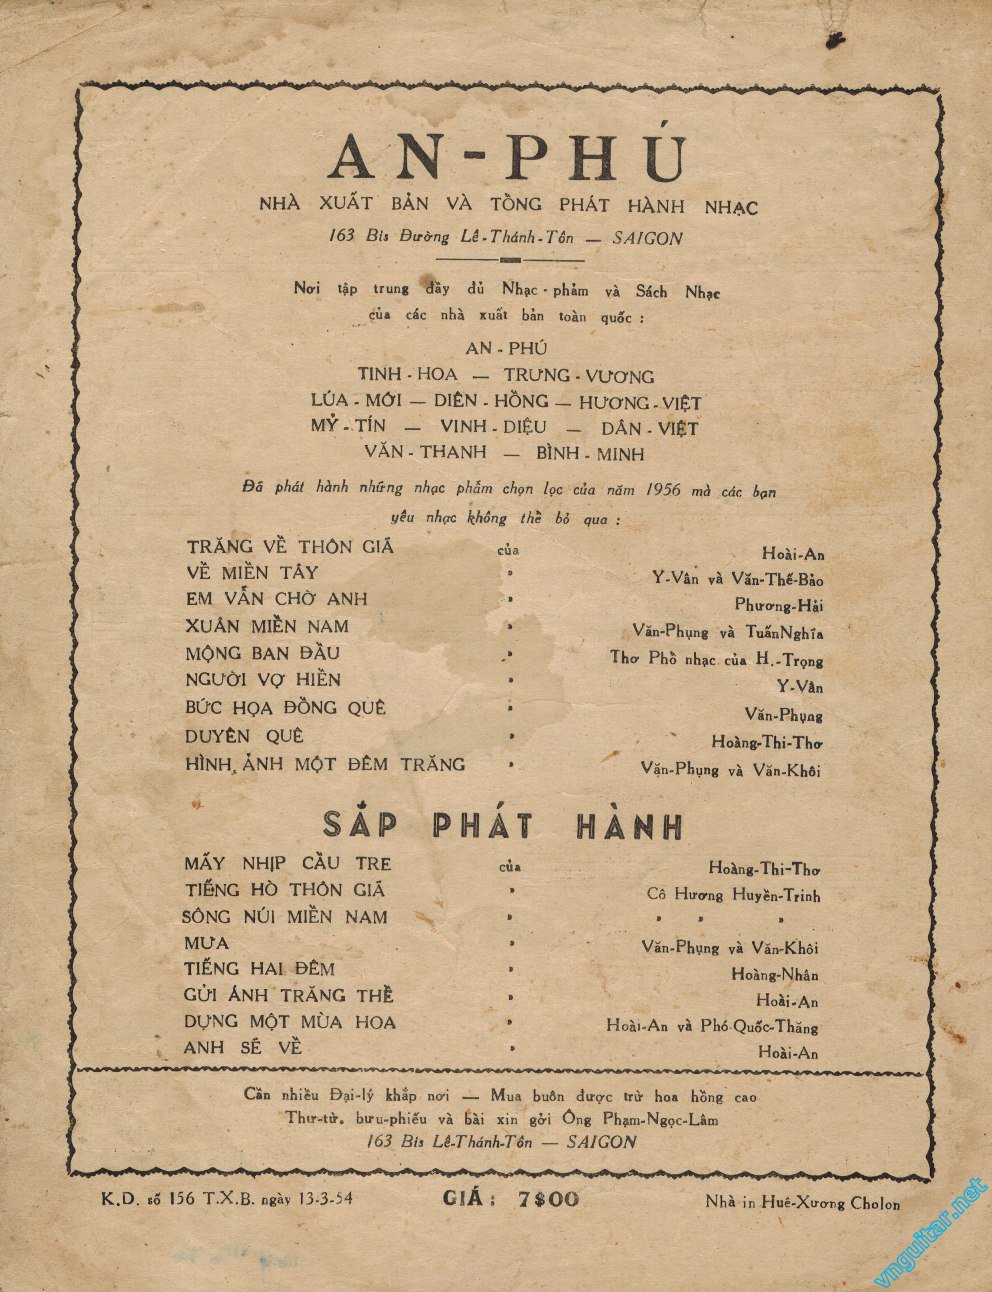 AN-PHÚ
NHÀ XUẤT BẢN VÀ TỔNG PHÁT HÀNH NHẠC
163 Bis Đường Lê-Thánh-Tôn — SAIGON
Nơi tập trung đầy đủ Nhạc-phẩm và Sách Nhạc
của các nhà xuất bản toàn quốc :
AN-PHÚ
TINH-HOA — TRƯNG-VƯƠNG
LÚA-MỚI — DIÊN-HỒNG — HƯƠNG-VIỆT
MỶ-TÍN — VINH-DIỆU — DÂN-VIỆT
VĂN-THANH — BÌNH-MINH
Đã phát hành những nhạc phẩm chọn lọc của năm 1956 mà các bạn
yêu nhạc không thể bỏ qua :
TRĂNG VỀ THÔN GIÃ của Hoài-An
VỀ MIỀN TÂY " Y-Vân và Văn-Thế-Bảo
EM VẪN CHỜ ANH " Phương-Hải
XUÂN MIỀN NAM " Văn-Phụng và TuấnNghĩa
MỘNG BAN ĐẦU " Thơ Phổ nhạc của H.-Trọng
NGƯỜI VỢ HIỀN " Y-Vân
BỨC HỌA ĐỒNG QUÊ " Văn-Phụng
DUYÊN QUÊ " Hoàng-Thi-Thơ
HÌNH ẢNH MỘT ĐÊM TRĂNG " Văn-Phụng và Văn-Khôi
SẮP PHÁT HÀNH
MẤY NHỊP CẦU TRE của Hoàng-Thi-Thơ
TIẾNG HÒ THÔN GIÃ " Cô Hương Huyền-Trinh
SÔNG NÚI MIỀN NAM " " " "
MƯA " Văn-Phụng và Văn-Khôi
TIẾNG HAI ĐÊM " Hoàng-Nhân
GỬI ÁNH TRĂNG THỀ " Hoài-An
DỰNG MỘT MÙA HOA " Hoài-An và Phó-Quốc-Thăng
ANH SẼ VỀ " Hoài-An
Cần nhiều Đại-lý khắp nơi — Mua buôn được trừ hoa hồng cao
Thư-từ, bưu-phiếu và bài xin gởi Ông Phạm-Ngọc-Lâm
163 Bis Lê-Thánh-Tôn — SAIGON
K.D. số 156 T.X.B. ngày 13-3-54 GIÁ : 7$00 Nhà in Huê-Xương Cholon
vnguitar.net